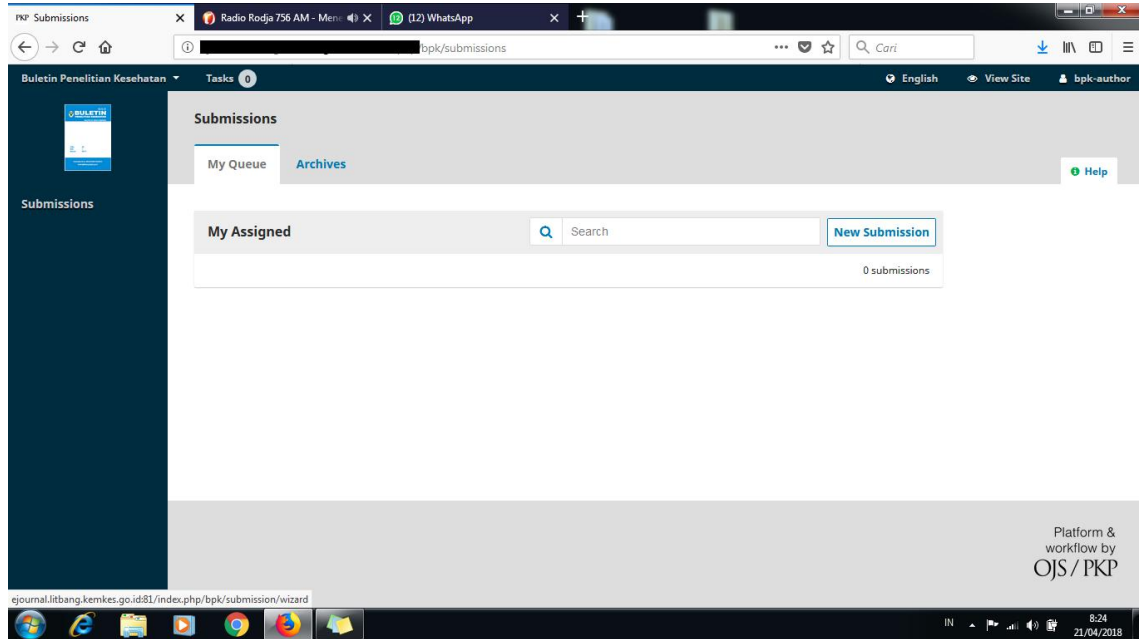 PKP Submissions
Radio Rodja 756 AM - Mene
(12) WhatsApp
/bpk/submissions
Cari
Buletin Penelitian Kesehatan
Tasks 0
English
View Site
bpk-author
BULETIN
Submissions
My Queue
Archives
Help
Submissions
My Assigned
Search
New Submission
0 submissions
Platform &
workflow by
OJS / PKP
ejournal.litbang.kemkes.go.id:81/index.php/bpk/submission/wizard
IN
8:24
21/04/2018